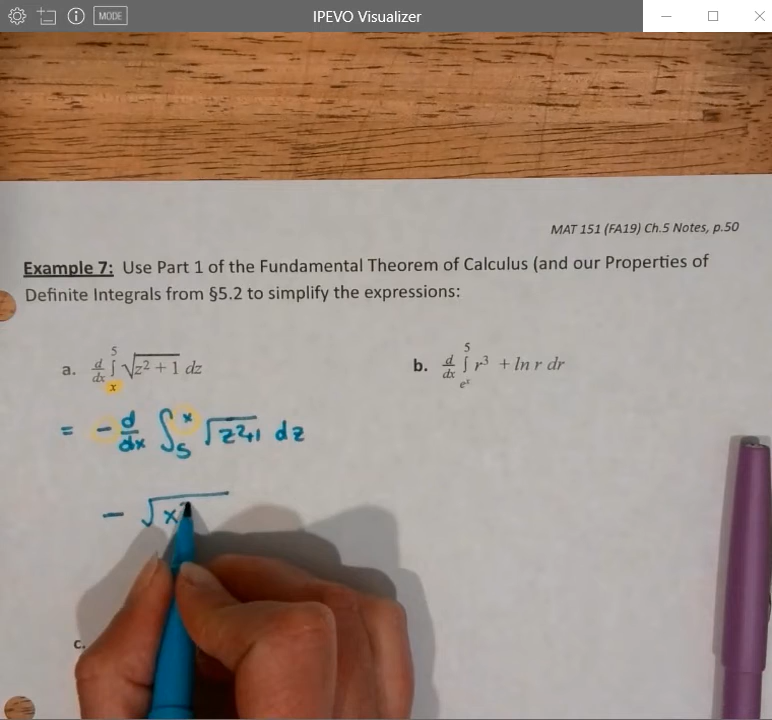 MODE
IPEVO Visualizer
MAT 151 (FA19) Ch.5 Notes, p.50
Example 7: Use Part 1 of the Fundamental Theorem of Calculus (and our Properties of
Definite Integrals from §5.2 to simplify the expressions:
a. d/dx ∫_x^5 √(z² + 1) dz
b. d/dx ∫_{e^x}^5 r³ + ln r dr
= - d/dx ∫_5^x √(z²+1) dz
- √x
c.